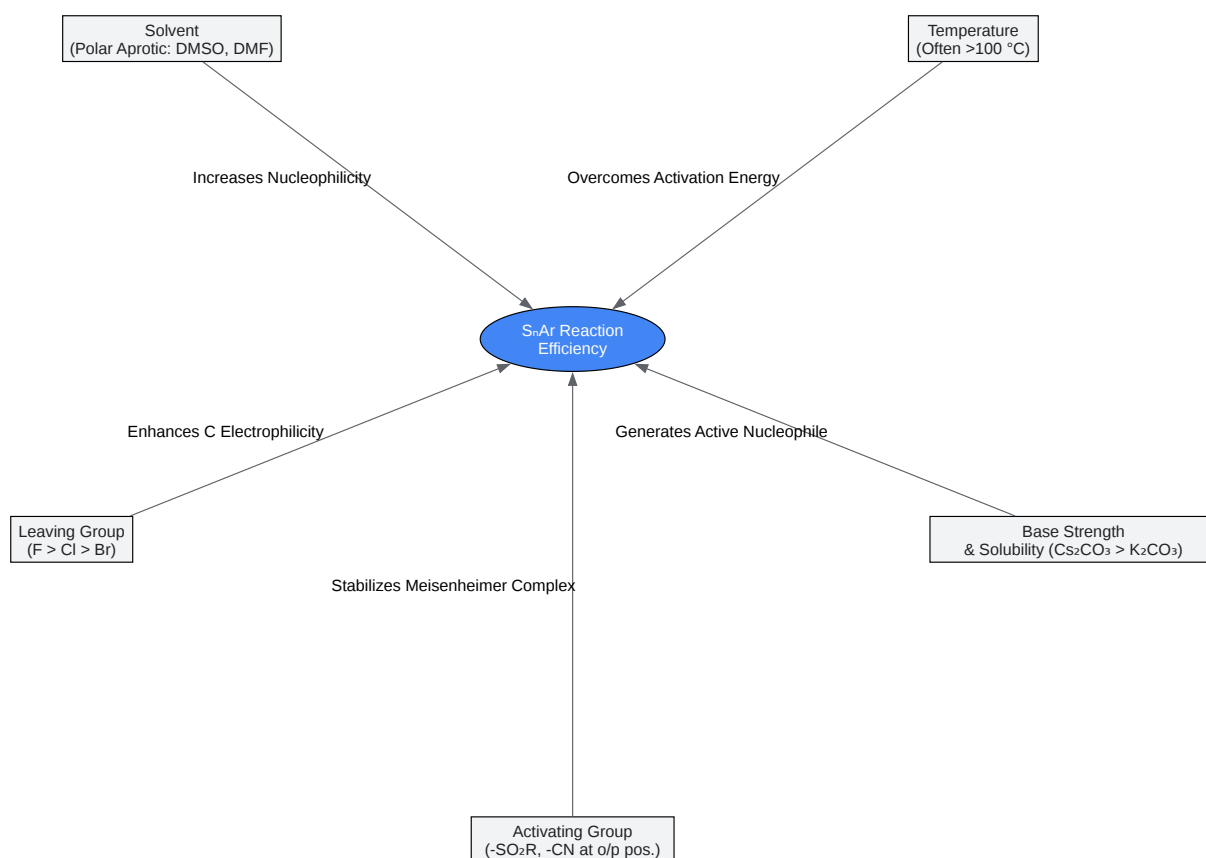 Solvent
(Polar Aprotic: DMSO, DMF)
Temperature
(Often >100 °C)
Increases Nucleophilicity
Overcomes Activation Energy
SₙAr Reaction
Efficiency
Enhances C Electrophilicity
Generates Active Nucleophile
Leaving Group
(F > Cl > Br)
Base Strength
& Solubility (Cs₂CO₃ > K₂CO₃)
Stabilizes Meisenheimer Complex
Activating Group
(-SO₂R, -CN at o/p pos.)